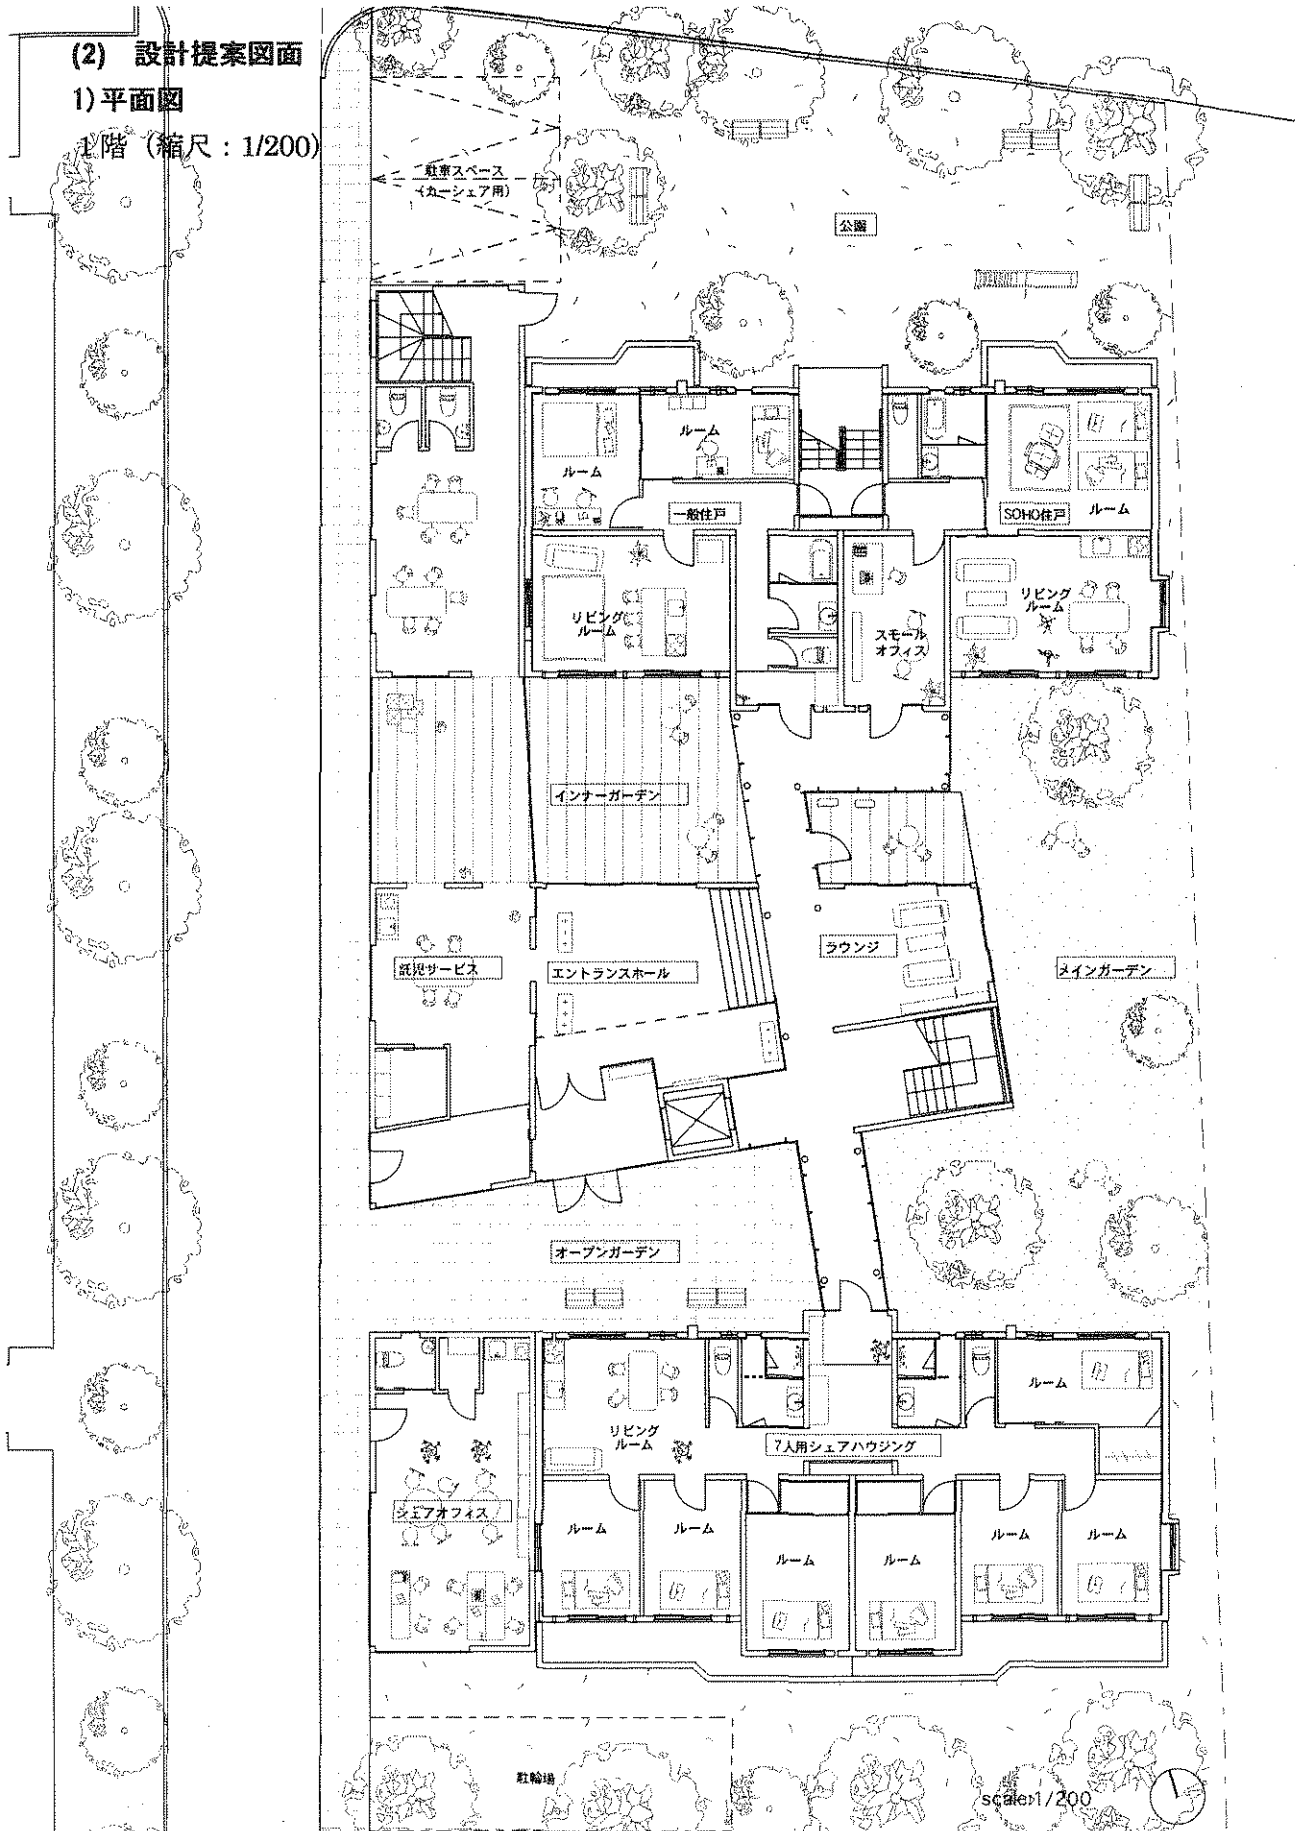 (2) 設計提案図面
1)平面図
1階 (縮尺：1/200)
駐車スペース
(カーシェア用)
公園
ルーム
ルーム
一般住戸
SOHO住戸
ルーム
リビング
ルーム
スモール
オフィス
リビング
ルーム
インナーガーデン
託児サービス
エントランスホール
ラウンジ
メインガーデン
オープンガーデン
リビング
ルーム
7人用シェアハウジング
ルーム
シェアオフィス
ルーム
ルーム
ルーム
ルーム
ルーム
ルーム
駐輪場
scale:1/200